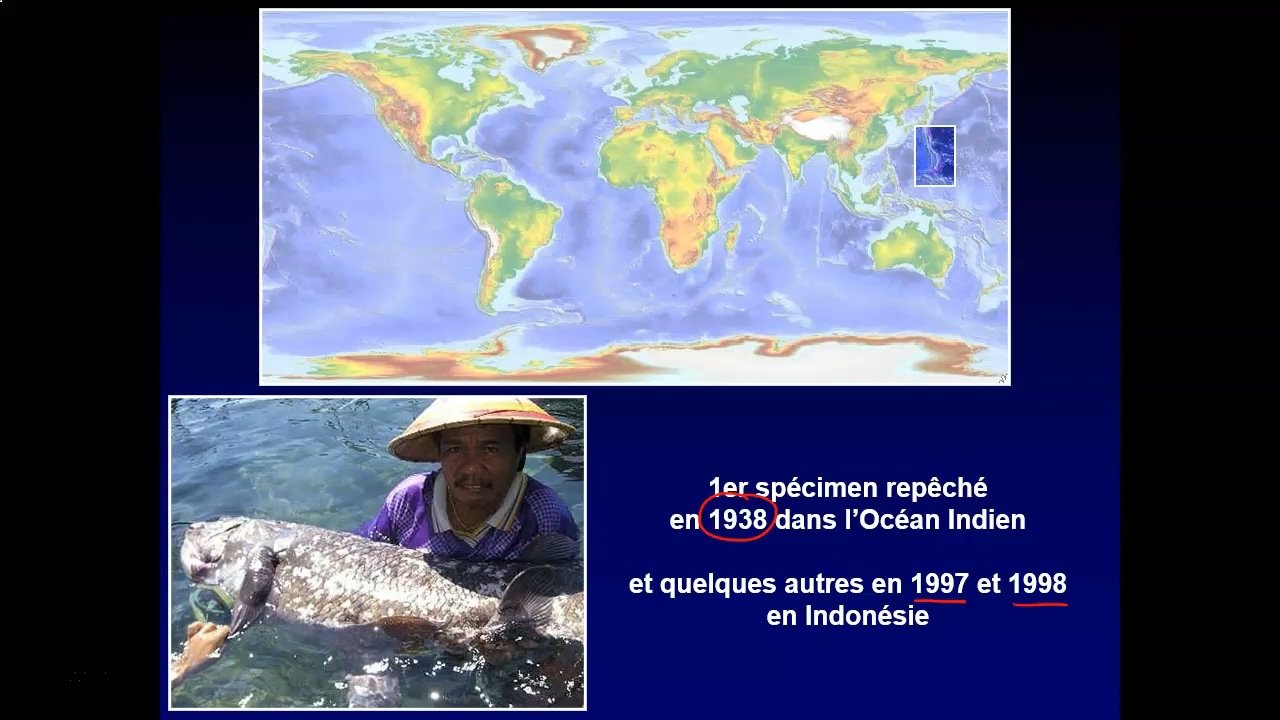 1er spécimen repêché
en 1938 dans l’Océan Indien
et quelques autres en 1997 et 1998
en Indonésie